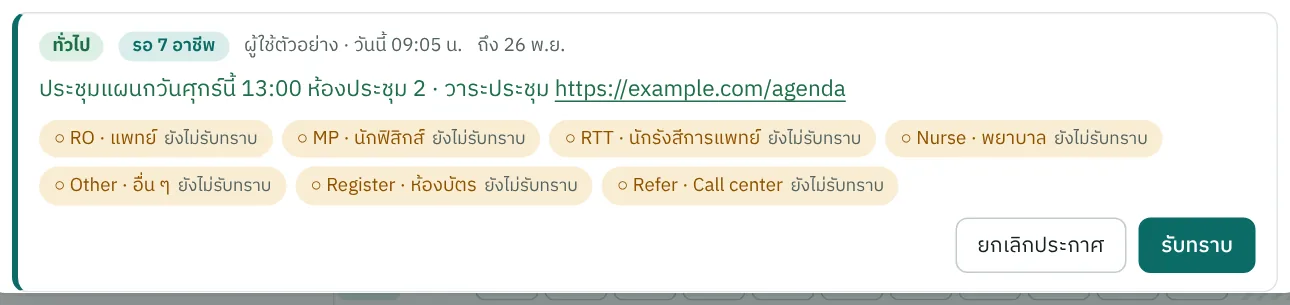 ทั่วไป รอ 7 อาชีพ ผู้ใช้ตัวอย่าง · วันนี้ 09:05 น. ถึง 26 พ.ย.
ประชุมแผนกวันศุกร์นี้ 13:00 ห้องประชุม 2 · วาระประชุม https://example.com/agenda
○ RO · แพทย์ ยังไม่รับทราบ ○ MP · นักฟิสิกส์ ยังไม่รับทราบ ○ RTT · นักรังสีการแพทย์ ยังไม่รับทราบ ○ Nurse · พยาบาล ยังไม่รับทราบ
○ Other · อื่น ๆ ยังไม่รับทราบ ○ Register · ห้องบัตร ยังไม่รับทราบ ○ Refer · Call center ยังไม่รับทราบ
ยกเลิกประกาศ รับทราบ